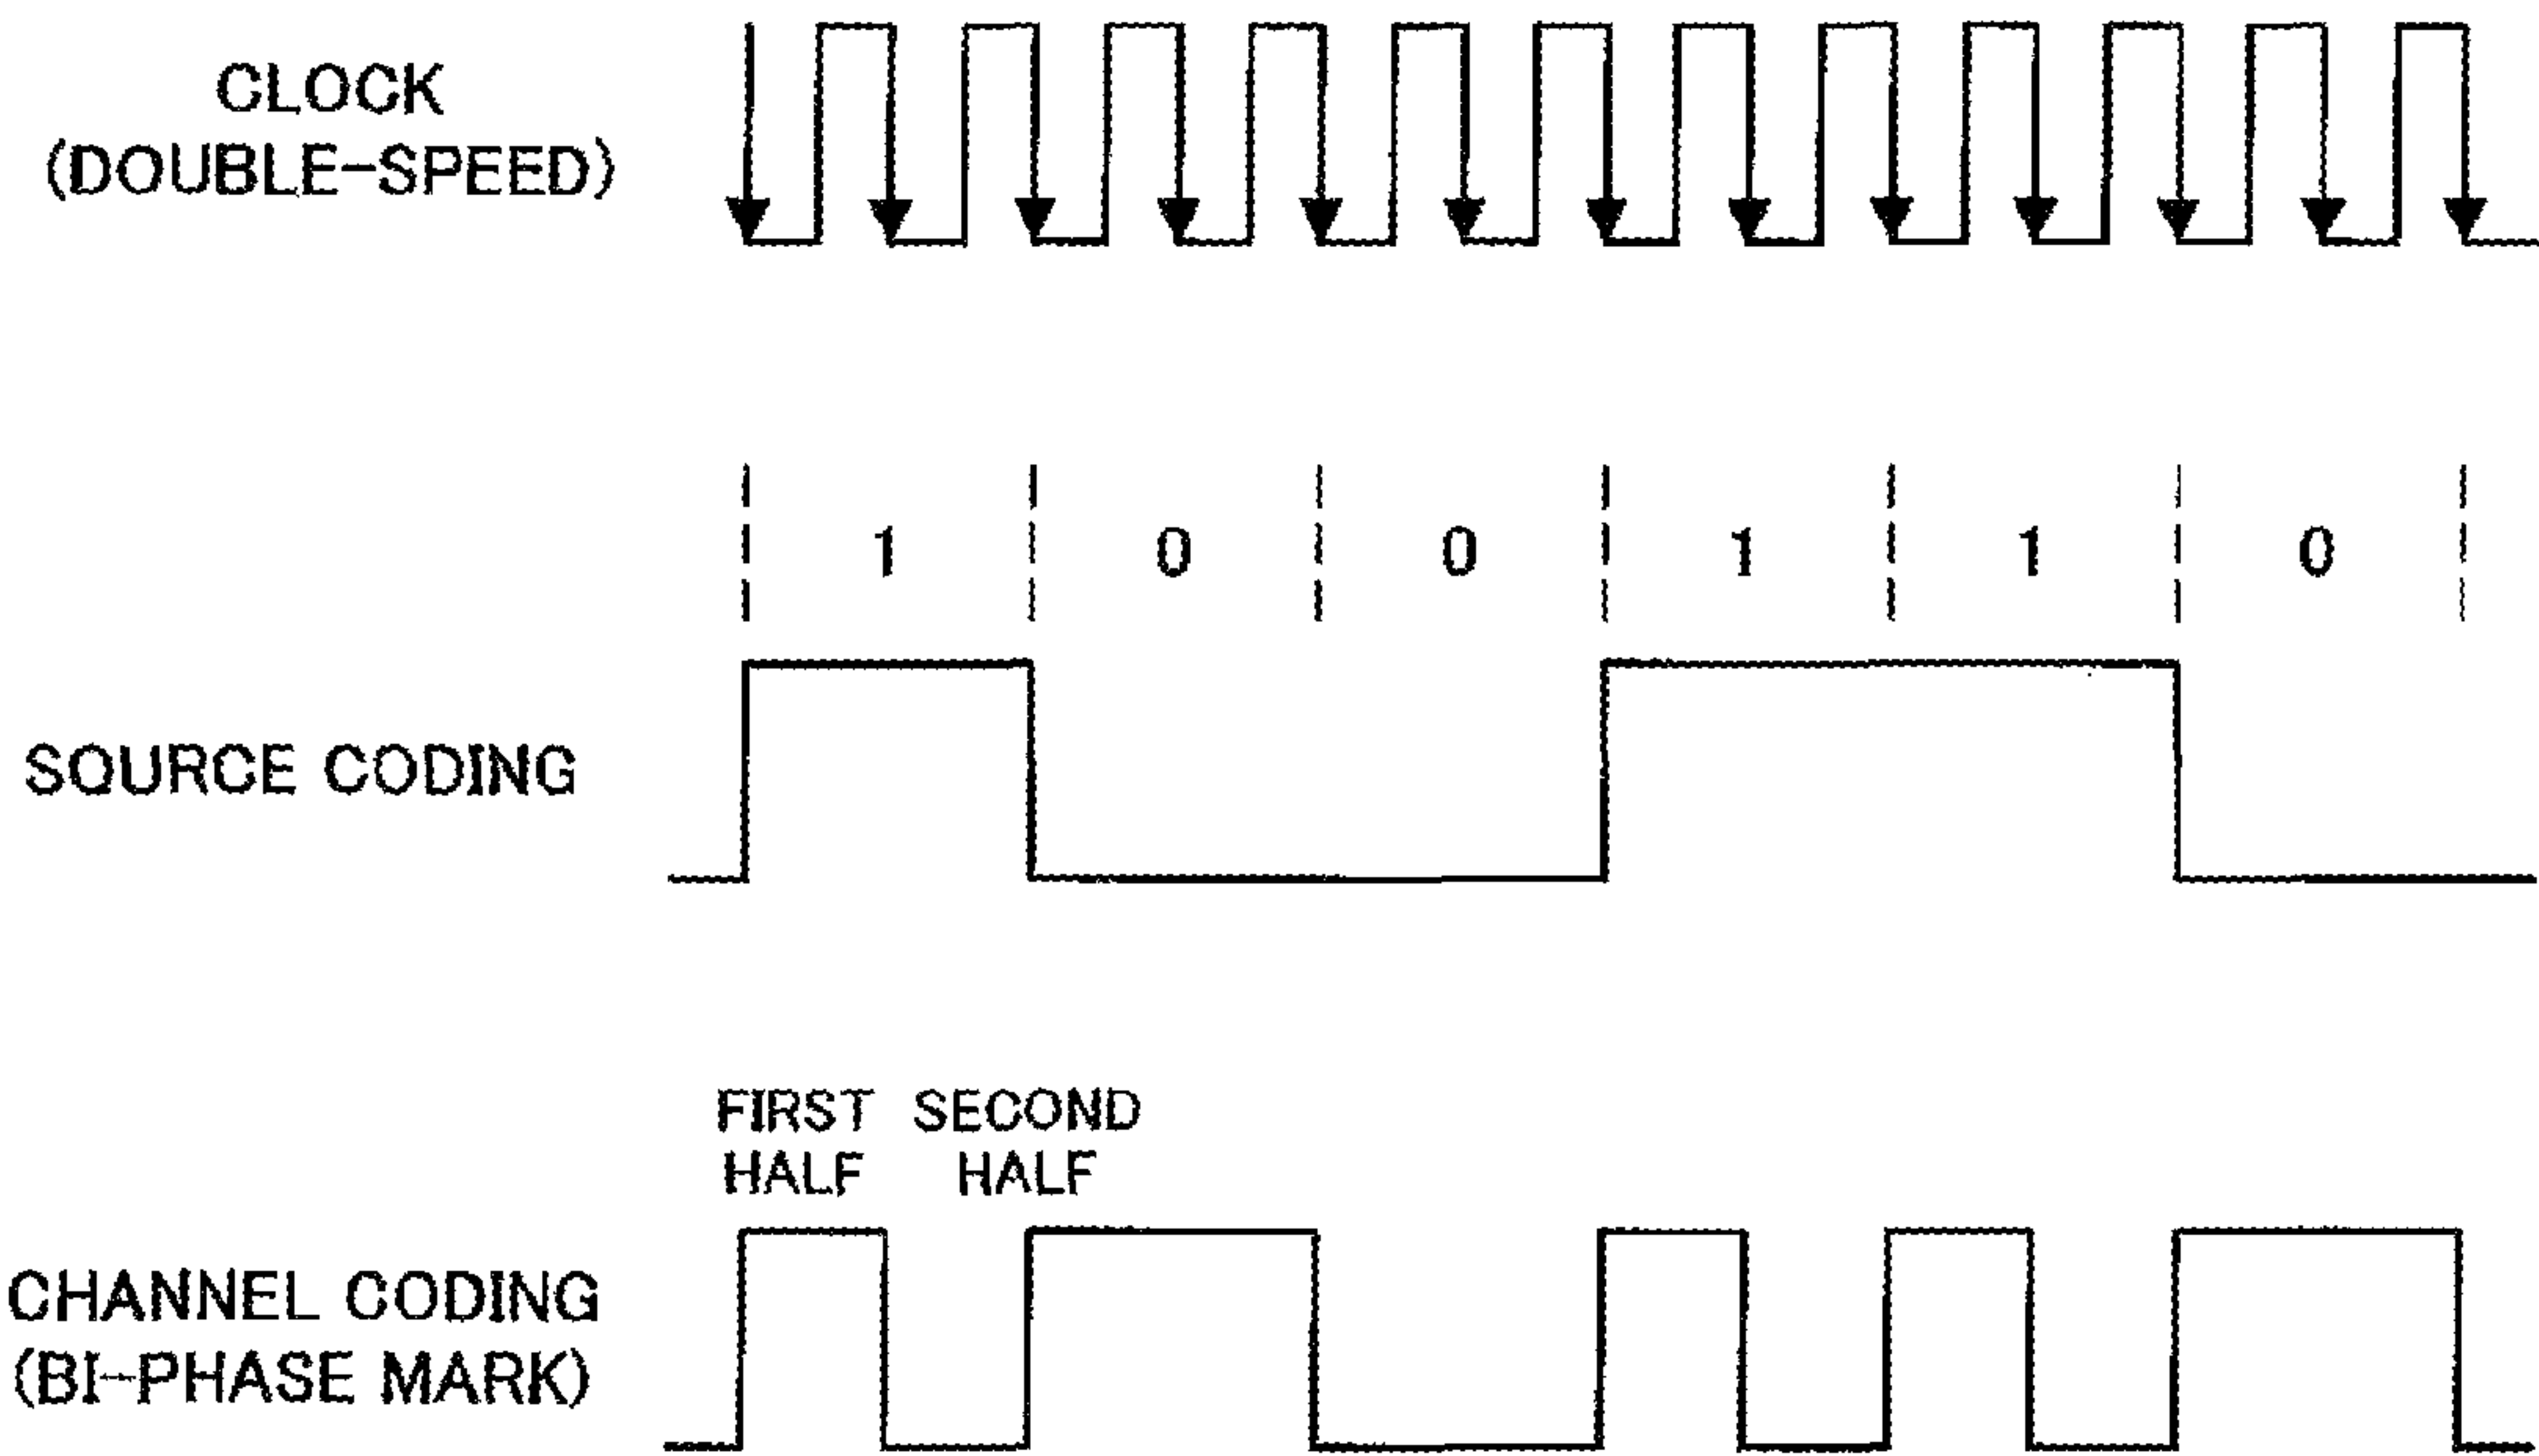 CLOCK
(DOUBLE-SPEED)
1 0 0 1 1 0
SOURCE CODING
FIRST SECOND
HALF HALF
CHANNEL CODING
(BI-PHASE MARK)